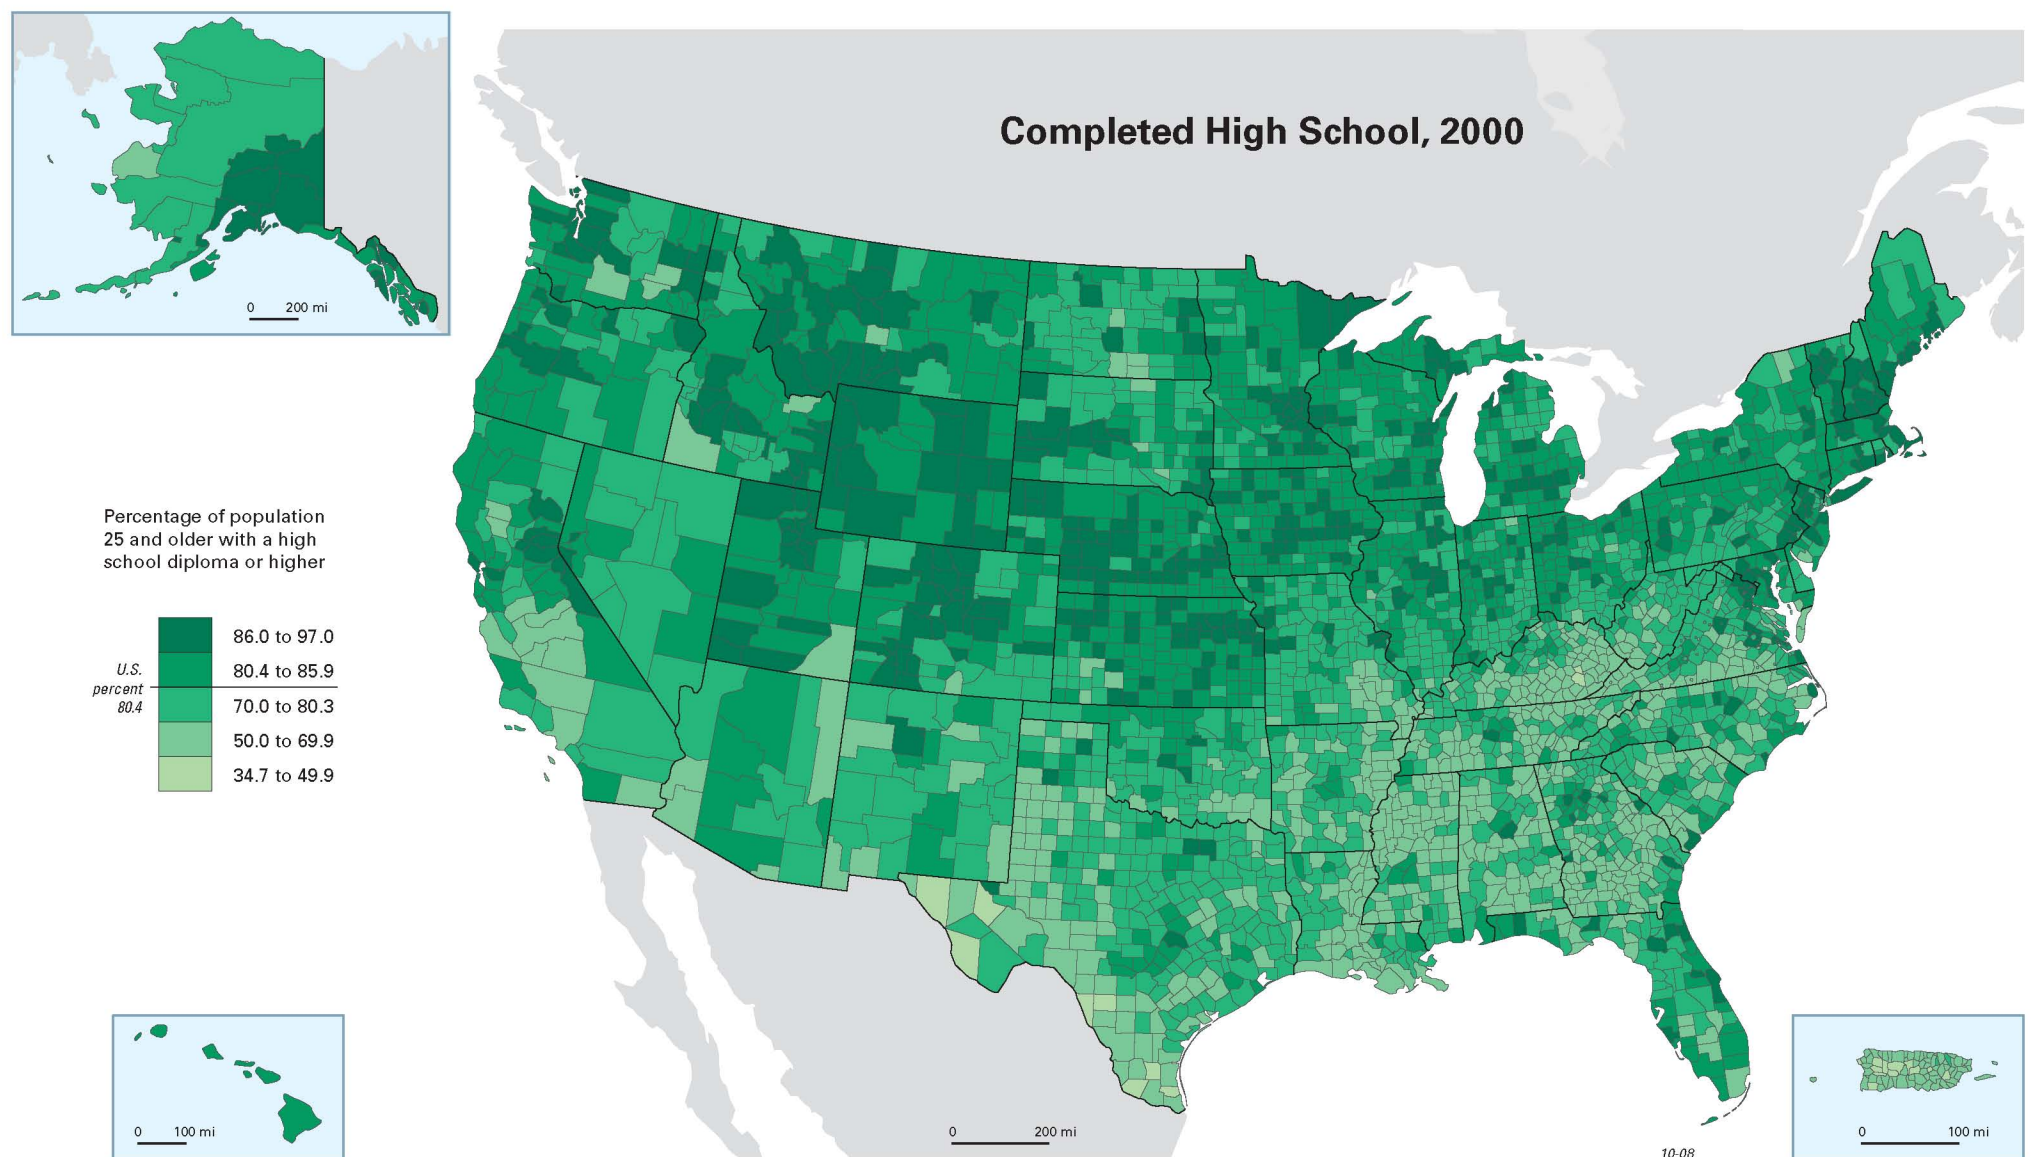 Completed High School, 2000
0 200 mi
Percentage of population
25 and older with a high
school diploma or higher
86.0 to 97.0
80.4 to 85.9
U.S.
percent
80.4
70.0 to 80.3
50.0 to 69.9
34.7 to 49.9
0 100 mi
0 200 mi
0 100 mi
10-08